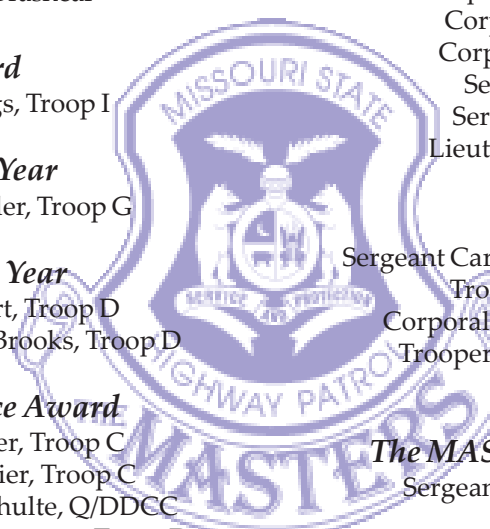 rd
gs, Troop I
Year
ler, Troop G
Year
rt, Troop D
Brooks, Troop D
ce Award
er, Troop C
ier, Troop C
hulte, Q/DDCC
Corp
Corp
Se
Ser
Lieut
Sergeant Car
Tro
Corporal
Trooper
The MAS
Sergean
MISSOURI STATE
SERVICE AND PROTECTION
HIGHWAY PATROL
THE
MASTERS